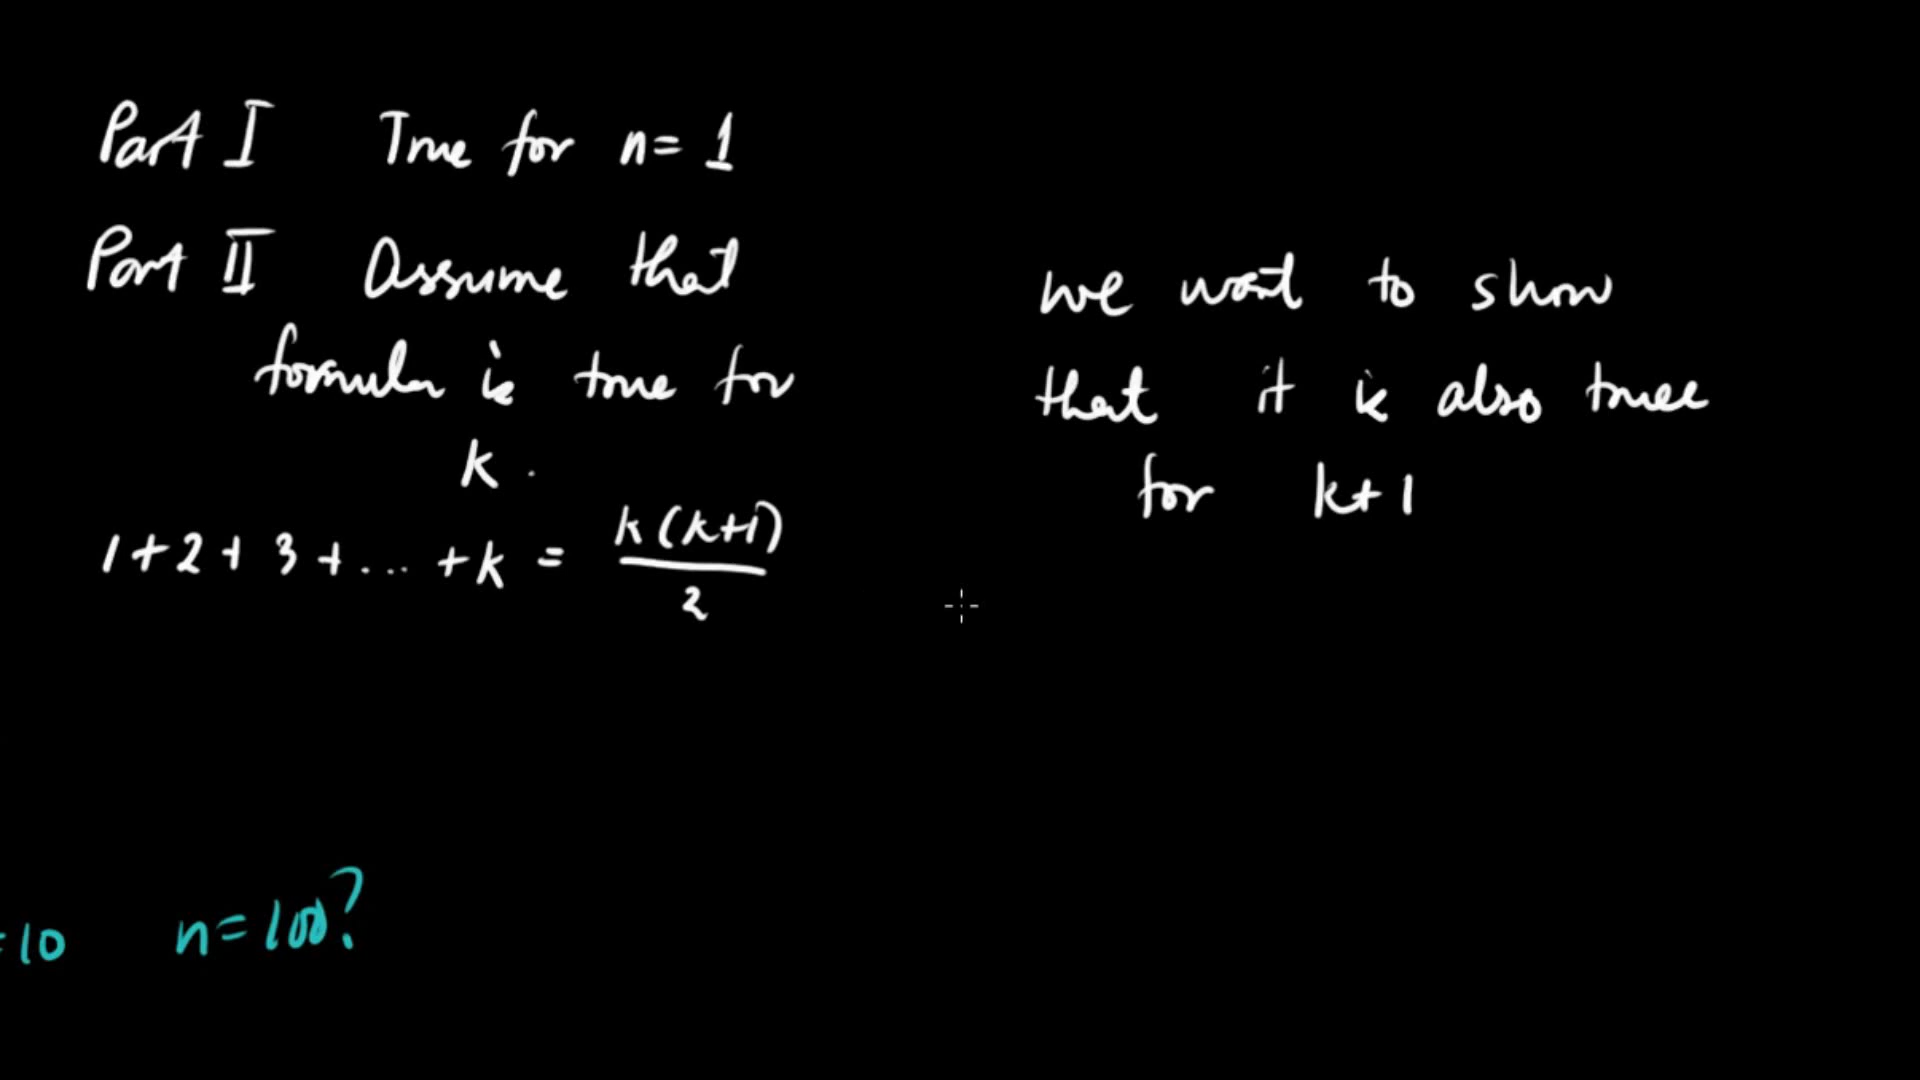 Part I True for n = 1
Part II Assume that
formula is true for
k.
1 + 2 + 3 + ... + k = k(k+1)/2
we want to show
that it is also truee
for k+1
=10 n=100?